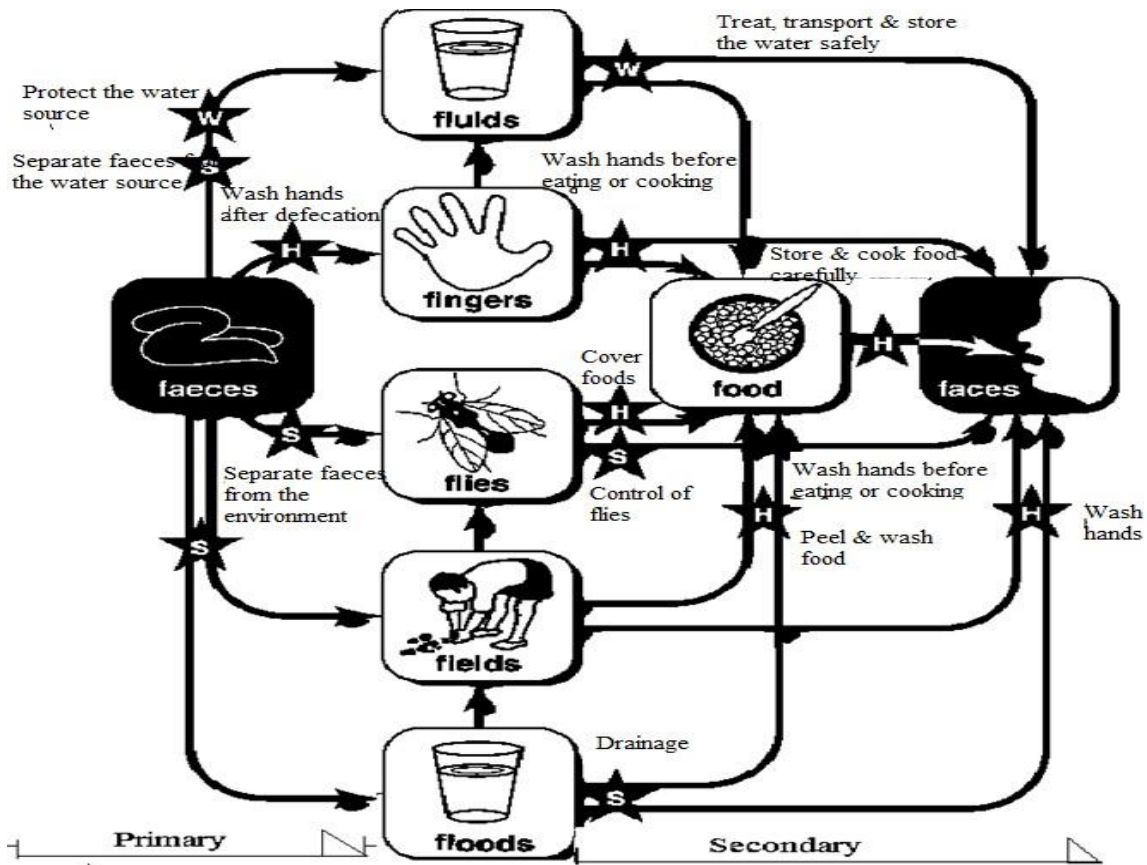 Treat, transport & store
the water safely
W
fluids
Protect the water
source
W
Separate faeces f
the water source
S
Wash hands
after defecation
H
Wash hands before
eating or cooking
H
fingers
Store & cook food
carefully
faeces
Cover
foods
H
food
H
faces
S
flies
S
Separate faeces
from the
environment
Control of
flies
Wash hands before
eating or cooking
H
Peel & wash
food
H
Wash
hands
S
fields
Drainage
S
floods
Primary
Secondary